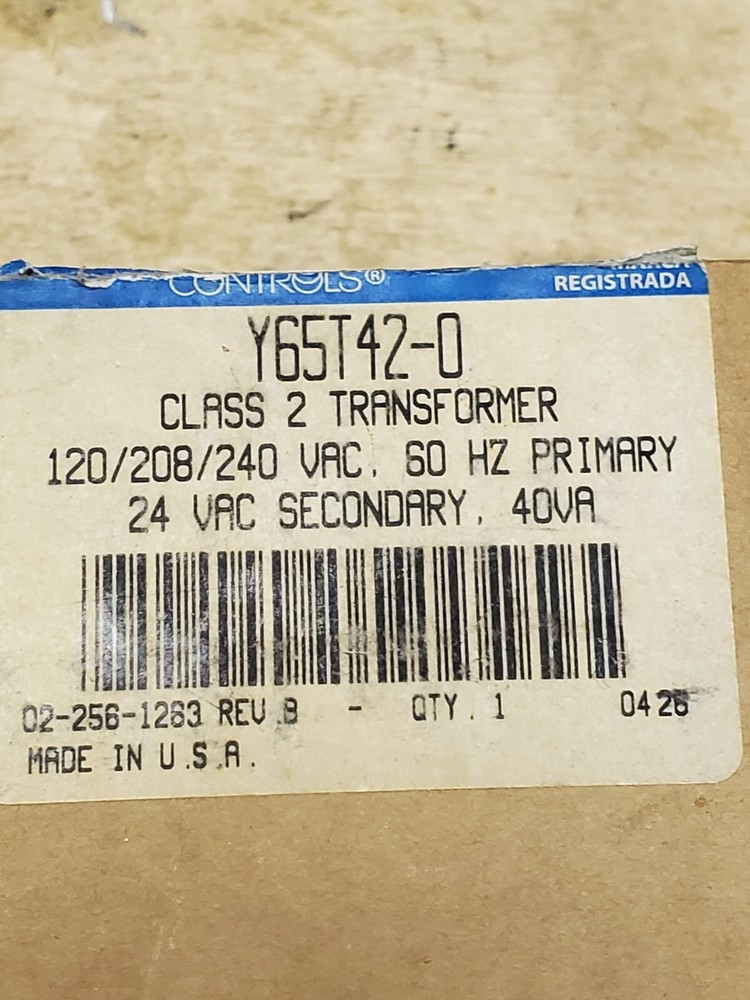 CONTROLS®
MARCA
REGISTRADA
Y65T42-0
CLASS 2 TRANSFORMER
120/208/240 VAC, 60 HZ PRIMARY
24 VAC SECONDARY, 40VA
02-256-1263 REV.B - QTY. 1 0426
MADE IN U.S.A.